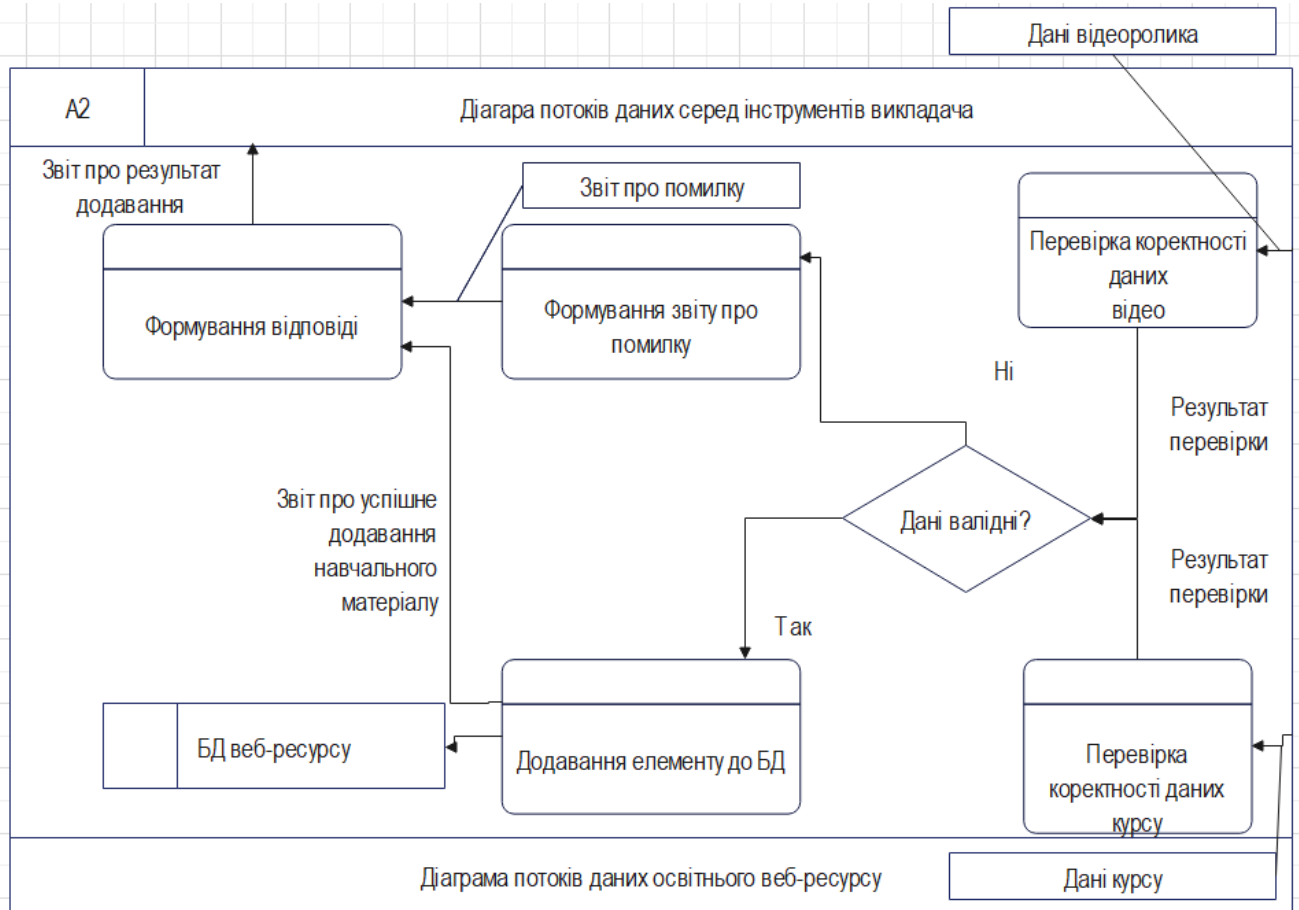 Дані відеоролика
А2
Діагара потоків даних серед інструментів викладача
Звіт про результат
додавання
Звіт про помилку
Перевірка коректності
даних
відео
Формування відповіді
Формування звіту про
помилку
Ні
Результат
перевірки
Звіт про успішне
додавання
навчального
матеріалу
Дані валідні?
Результат
перевірки
Так
БД веб-ресурсу
Додавання елементу до БД
Перевірка
коректності даних
курсу
Діаграма потоків даних освітнього веб-ресурсу
Дані курсу